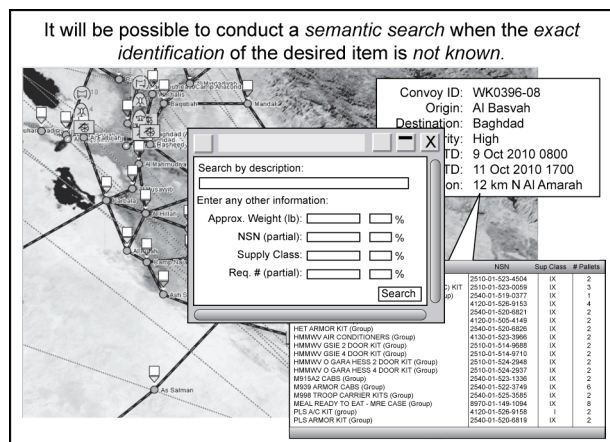 It will be possible to conduct a semantic search when the exact
identification of the desired item is not known.
10
4
Baqubah
Mandali
Al Mahmudiya
Al Hillah
As Salman
Convoy ID: WK0396-08
Origin: Al Basvah
Destination: Baghdad
rity: High
TD: 9 Oct 2010 0800
TD: 11 Oct 2010 1700
on: 12 km N Al Amarah
X
Search by description:
Enter any other information:
Approx. Weight (lb): %
NSN (partial): %
Supply Class: %
Req. # (partial): %
Search
NSN Sup Class # Pallets
2510-01-523-4504 IX 2
C) KIT 2510-01-523-0059 IX 3
p) 2540-01-519-0377 IX 1
4120-01-526-9153 IX 4
2540-01-520-6821 IX 2
4120-01-505-4149 IX 2
HET ARMOR KIT (Group) 2540-01-520-6826 IX 2
HMMWV AIR CONDITIONERS (Group) 4130-01-523-3966 IX 2
HMMWV GSIE 2 DOOR KIT (Group) 2510-01-514-9688 IX 2
HMMWV GSIE 4 DOOR KIT (Group) 2510-01-514-9710 IX 2
HMMWV O GARA HESS 2 DOOR KIT (Group) 2510-01-524-2948 IX 2
HMMWV O GARA HESS 4 DOOR KIT (Group) 2510-01-524-2937 IX 2
M915A2 CABS (Group) 2540-01-523-1336 IX 2
M939 ARMOR CABS (Group) 2540-01-522-3749 IX 6
M998 TROOP CARRIER KITS (Group) 2540-01-525-3585 IX 2
MEAL READY TO EAT - MRE CASE (Group) 8970-01-149-1094 IX 8
PLS A/C KIT (group) 4120-01-526-9158 I 2
PLS ARMOR KIT (Group) 2540-01-520-6819 IX 2